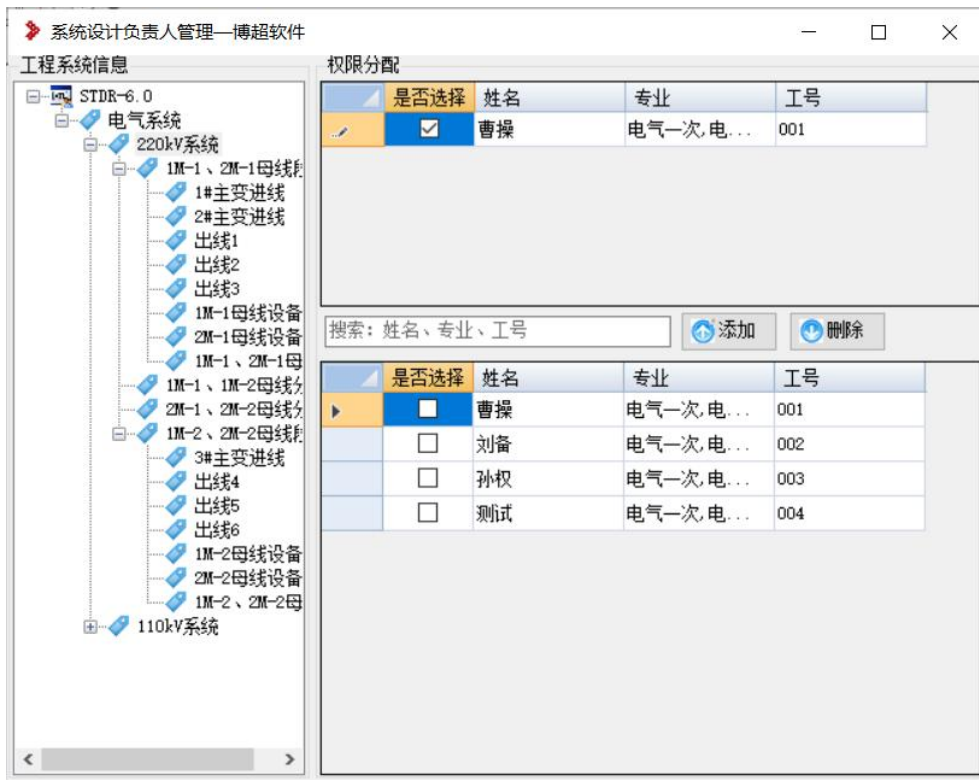 系统设计负责人管理—博超软件
工程系统信息
STDR-6.0
电气系统
220kV系统
1M-1、2M-1母线段
1#主变进线
2#主变进线
出线1
出线2
出线3
1M-1母线设备
2M-1母线设备
1M-1、2M-1母
1M-1、1M-2母线分
2M-1、2M-2母线分
1M-2、2M-2母线段
3#主变进线
出线4
出线5
出线6
1M-2母线设备
2M-2母线设备
1M-2、2M-2母
110kV系统
权限分配
是否选择 姓名 专业 工号
曹操 电气一次,电... 001
搜索：姓名、专业、工号 添加 删除
是否选择 姓名 专业 工号
曹操 电气一次,电... 001
刘备 电气一次,电... 002
孙权 电气一次,电... 003
测试 电气一次,电... 004